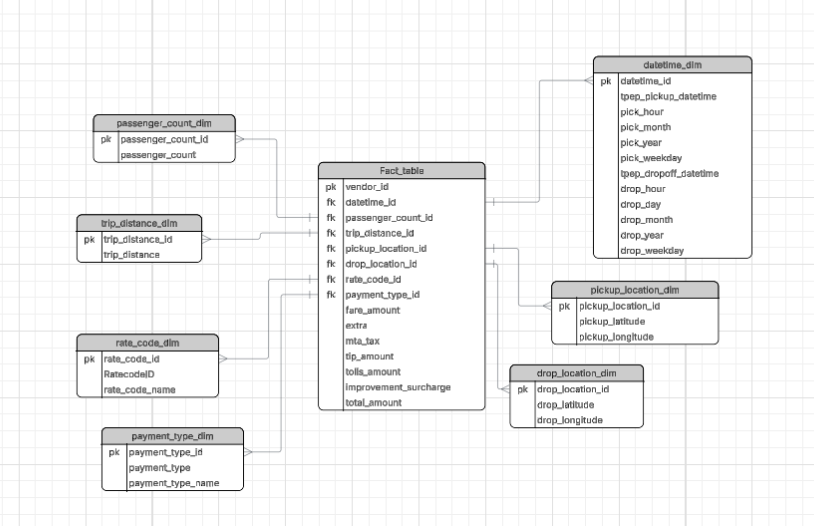 datetime_dim
pk datetime_id
tpep_pickup_datetime
pick_hour
pick_month
pick_year
pick_weekday
tpep_dropoff_datetime
drop_hour
drop_day
drop_month
drop_year
drop_weekday
passenger_count_dim
pk passenger_count_id
passenger_count
Fact_table
pk vendor_id
fk datetime_id
fk passenger_count_id
fk trip_distance_id
fk pickup_location_id
fk drop_location_id
fk rate_code_id
fk payment_type_id
fare_amount
extra
mta_tax
tip_amount
tolls_amount
improvement_surcharge
total_amount
trip_distance_dim
pk trip_distance_id
trip_distance
pickup_location_dim
pk pickup_location_id
pickup_latitude
pickup_longitude
rate_code_dim
pk rate_code_id
RatecodeID
rate_code_name
drop_location_dim
pk drop_location_id
drop_latitude
drop_longitude
payment_type_dim
pk payment_type_id
payment_type
payment_type_name